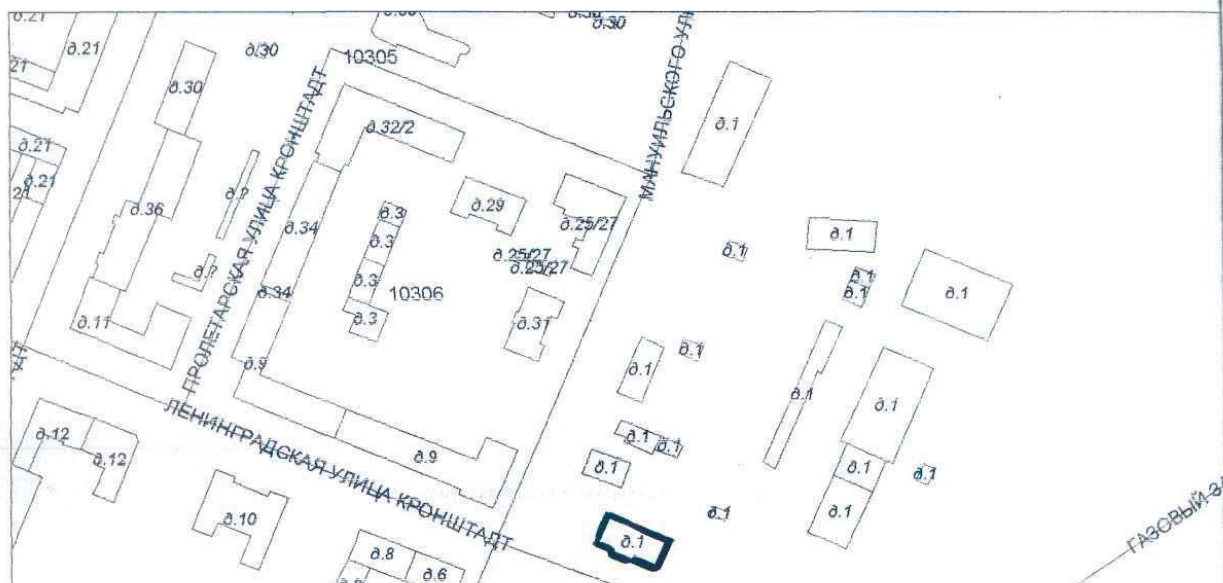 д.21
д.21
21
д.30
д/30
10305
д.30
МАНУИЛЬСКОГО УЛ
д.30
д.32/2
д.1
д.21
д.21
21
д.36
д.?
д.?
ПРОЛЕТАРСКАЯ УЛИЦА КРОНШТАДТ
д.34
д.34
д.3
д.3
д.3
д.3
10306
д.29
д.25/27
д.25/27
д.25/27
д.31
д.1
д.1
д.1
д.1
д.1
д.11
д.9
д.1
д.1
д.1
д.1
ЛЕНИНГРАДСКАЯ УЛИЦА КРОНШТАДТ
д.12
д.12
д.9
д.1
д.1
д.1
д.1
д.1
д.1
д.10
д.1
д.1
д.8
д.6
ГАЗОВЫЙ З